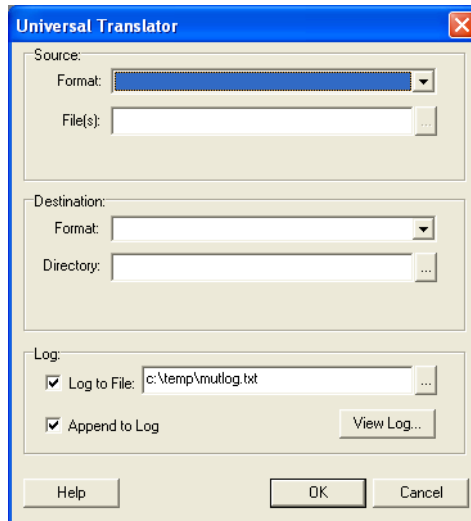 Universal Translator
Source:
Format:
File(s):
...
Destination:
Format:
Directory:
...
Log:
Log to File: c:\temp\mutlog.txt ...
Append to Log View Log...
Help OK Cancel